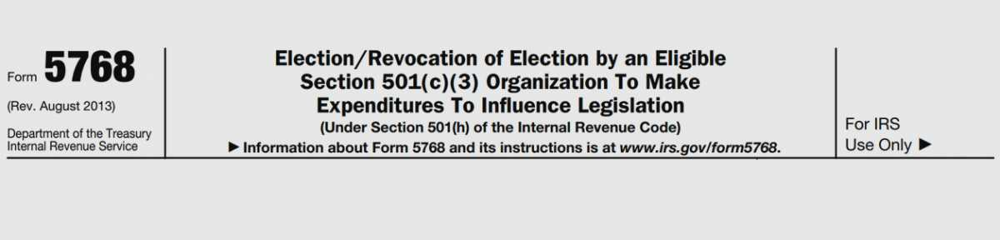 Form 5768
(Rev. August 2013)
Department of the Treasury
Internal Revenue Service
Election/Revocation of Election by an Eligible
Section 501(c)(3) Organization To Make
Expenditures To Influence Legislation
(Under Section 501(h) of the Internal Revenue Code)
▶ Information about Form 5768 and its instructions is at www.irs.gov/form5768.
For IRS
Use Only ▶